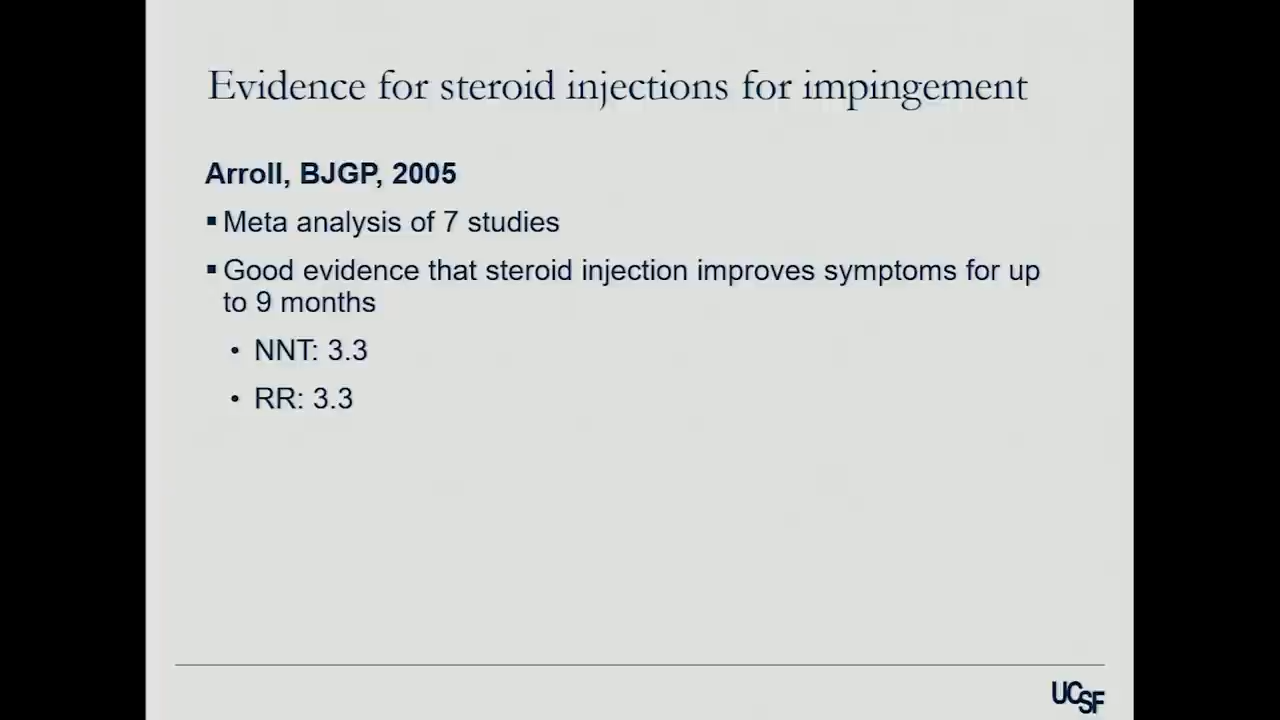 Evidence for steroid injections for impingement
Arroll, BJGP, 2005
▪ Meta analysis of 7 studies
▪ Good evidence that steroid injection improves symptoms for up
to 9 months
• NNT: 3.3
• RR: 3.3
UCSF